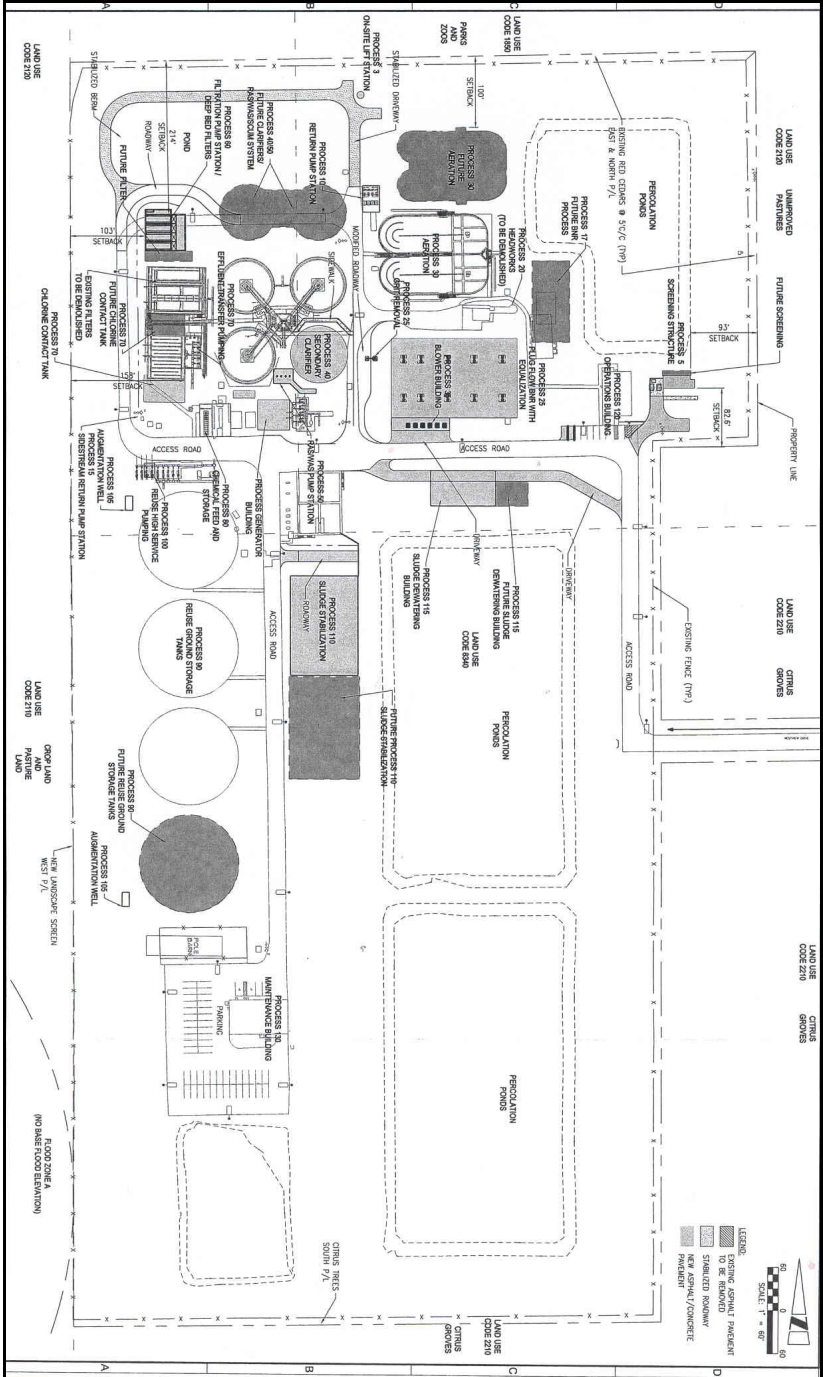 C
B
C
D
LAND USE
CODE 2120
LAND USE
CODE 1850
PARKS
AND
ZOOS
LAND USE
CODE 2120
UNIMPROVED
PASTURES
FUTURE SCREENING
PROPERTY LINE
STABILIZED BERM
FUTURE FILTER
POND
214'
SETBACK
ROADWAY
PROCESS 60
FILTRATION PUMP STATION /
DEEP BED FILTERS
PROCESS 40/50
FUTURE CLARIFIERS/
RAS/WAS/SCUM SYSTEM
PROCESS 10
RETURN PUMP STATION
PROCESS 3
ON-SITE LIFT STATION
STABILIZED DRIVEWAY
100'
SETBACK
PROCESS 30
FUTURE
AERATION
EXISTING RED CEDARS @ 5'C/C (TYP)
EAST & NORTH P/L
PERCOLATION
PONDS
PROCESS 17
FUTURE BNR
PROCESS
PROCESS 20
HEADWORKS
(TO BE DEMOLISHED)
PROCESS 30
AERATION
MODIFIED ROADWAY
SIDEWALK
PROCESS 25
GRIT REMOVAL
PROCESS 5
SCREENING STRUCTURE
93'
SETBACK
82.6'
SETBACK
103'
SETBACK
EXISTING FILTERS
TO BE DEMOLISHED
PROCESS 70
FUTURE CHLORINE
CONTACT TANK
PROCESS 70
EFFLUENT TRANSFER PUMPING
PROCESS 40
SECONDARY
CLARIFIER
BLOWER BUILDING
PROCESS 25
PLUG FLOW BNR WITH
EQUALIZATION
PROCESS 125
OPERATIONS BUILDING
PROCESS 70
CHLORINE CONTACT TANK
158'
SETBACK
ACCESS ROAD
ACCESS ROAD
PROCESS 15
SIDESTREAM RETURN PUMP STATION
PROCESS 105
AUGMENTATION WELL
PROCESS 100
REUSE HIGH SERVICE
PUMPING
PROCESS 80
CHEMICAL FEED AND
STORAGE
PROCESS GENERATOR
BUILDING
PROCESS 50
RAS/WAS PUMP STATION
DRIVEWAY
DRIVEWAY
PROCESS 115
SLUDGE DEWATERING
BUILDING
PROCESS 115
FUTURE SLUDGE
DEWATERING BUILDING
PROCESS 110
SLUDGE STABILIZATION
ROADWAY
ACCESS ROAD
FUTURE PROCESS 110
SLUDGE STABILIZATION
LAND USE
CODE 8340
PERCOLATION
PONDS
ACCESS ROAD
EXISTING FENCE (TYP.)
LAND USE
CODE 2210
CITRUS
GROVES
PROCESS 90
REUSE GROUND STORAGE
TANKS
LAND USE
CODE 2110
CROP LAND
AND
PASTURE
LAND
PROCESS 90
FUTURE REUSE GROUND
STORAGE TANKS
PROCESS 105
AUGMENTATION WELL
NEW LANDSCAPE SCREEN
WEST P/L
POLE
BARN
PARKING
PROCESS 130
MAINTENANCE BUILDING
PERCOLATION
PONDS
LAND USE
CODE 2210
CITRUS
GROVES
FLOOD ZONE A
(NO BASE FLOOD ELEVATION)
CITRUS TREES
SOUTH P/L
LAND USE
CODE 2210
CITRUS
GROVES
LEGEND:
EXISTING ASPHALT PAVEMENT
TO BE REMOVED
STABILIZED ROADWAY
NEW ASPHALT/CONCRETE
PAVEMENT
60 0 60
SCALE: 1" = 60'
A
B
C
D